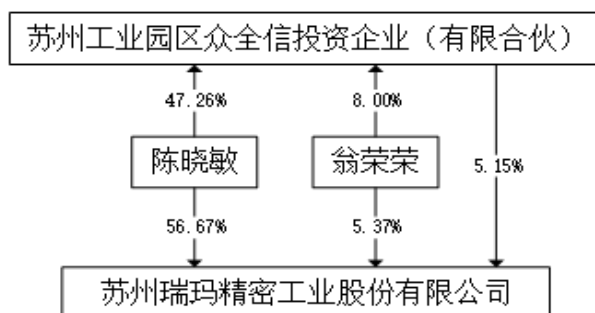 苏州工业园区众全信投资企业（有限合伙）
47.26%
8.00%
陈晓敏
翁荣荣
5.15%
56.67%
5.37%
苏州瑞玛精密工业股份有限公司